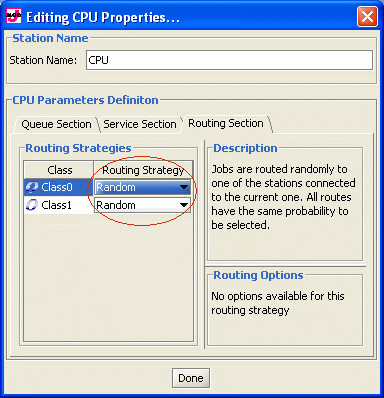 Editing CPU Properties...
Station Name
Station Name: CPU
CPU Parameters Definiton
Queue Section Service Section Routing Section
Routing Strategies
Class Routing Strategy
Class0 Random
Class1 Random
Description
Jobs are routed randomly to
one of the stations connected
to the current one. All routes
have the same probability to
be selected.
Routing Options
No options available for this
routing strategy
Done